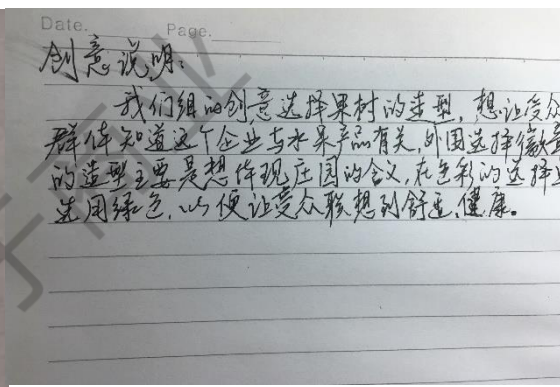 Date. Page.
创意说明:
我们组的创意选择果树的造型,想让受众
群体知道这个企业与水果产品有关,外围选择徽章
的造型主要是想体现庄园的含义,在色彩的选择上
选用绿色,以便让受众联想到舒适、健康。